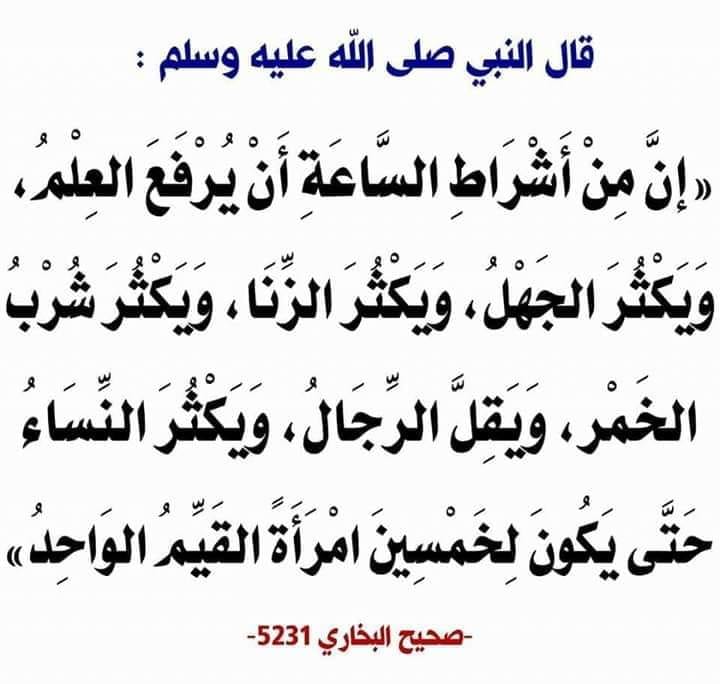 قال النبي صلى الله عليه وسلم :
« إنَّ مِنْ أَشْرَاطِ السَّاعَةِ أَنْ يُرْفَعَ العِلْمُ،
وَيَكْثُرَ الجَهْلُ، وَيَكْثُرَ الزِّنَا، وَيَكْثُرَ شُرْبُ
الخَمْرِ، وَيَقِلَّ الرِّجَالُ، وَيَكْثُرَ النِّسَاءُ
حَتَّى يَكُونَ لِخَمْسِينَ امْرَأَةً القَيِّمُ الوَاحِدُ»
-صحيح البخاري 5231-